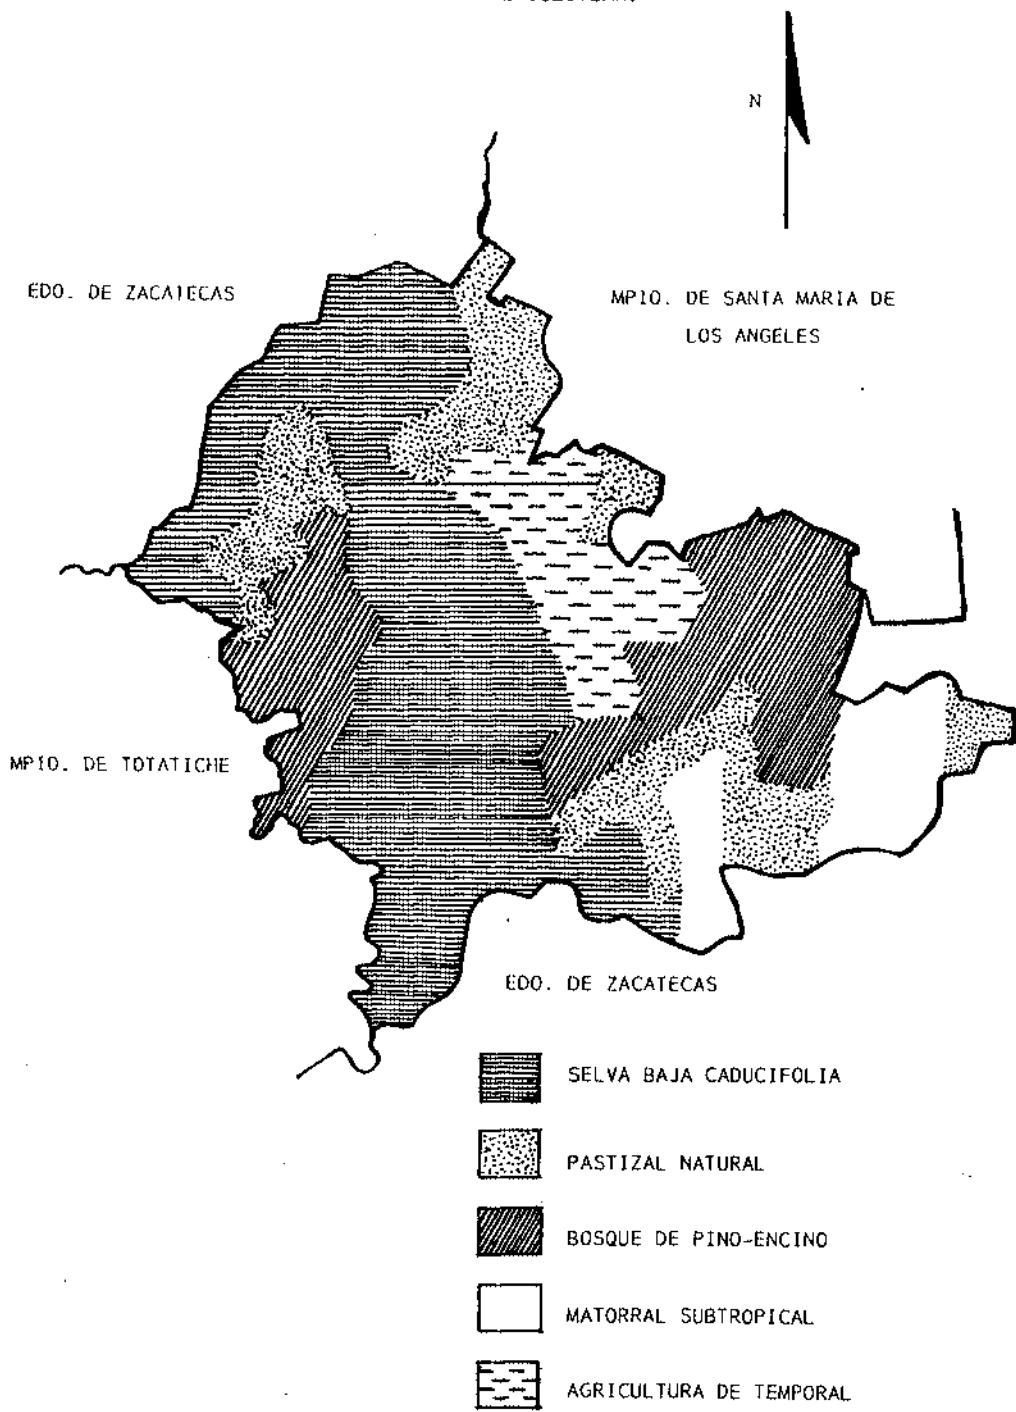 N
EDO. DE ZACATECAS
MPIO. DE SANTA MARIA DE
LOS ANGELES
MPIO. DE TOTATICHE
EDO. DE ZACATECAS
SELVA BAJA CADUCIFOLIA
PASTIZAL NATURAL
BOSQUE DE PINO-ENCINO
MATORRAL SUBTROPICAL
AGRICULTURA DE TEMPORAL